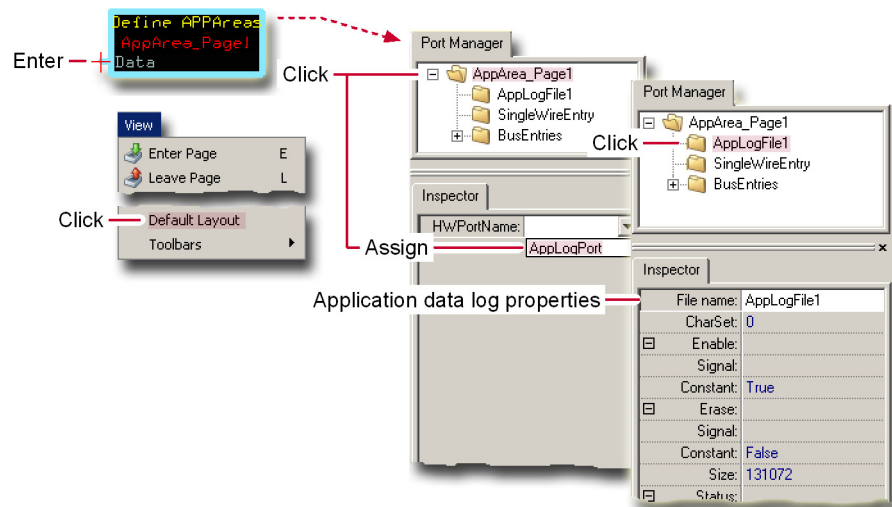 Define APPAreas
AppArea_Page1
Data
Enter
View
Enter Page E
Leave Page L
Default Layout
Toolbars
Click
Click
Port Manager
AppArea_Page1
AppLogFile1
SingleWireEntry
BusEntries
Inspector
HWPortName:
AppLogPort
Assign
Port Manager
AppArea_Page1
AppLogFile1
SingleWireEntry
BusEntries
Click
x
Inspector
Application data log properties
File name: AppLogFile1
CharSet: 0
Enable:
Signal:
Constant: True
Erase:
Signal:
Constant: False
Size: 131072
Status: